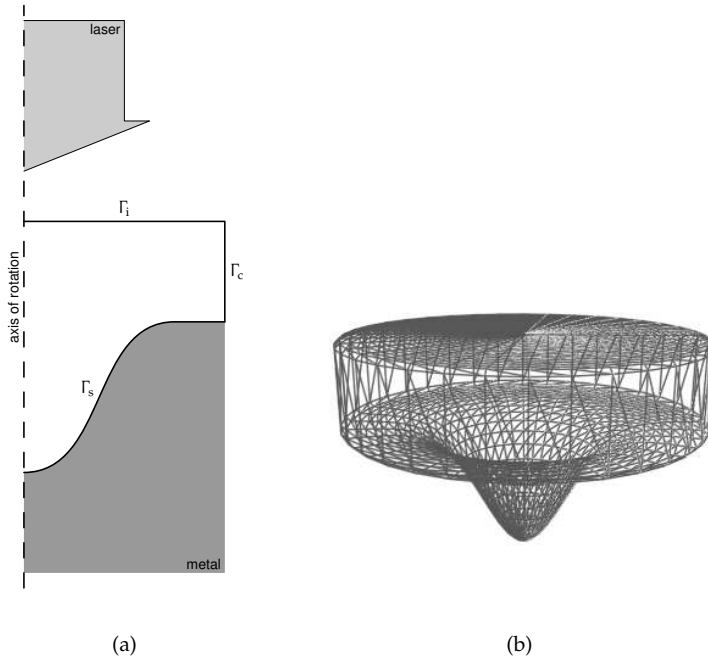 laser
Γi
Γc
axis of rotation
Γs
metal
(a)
(b)